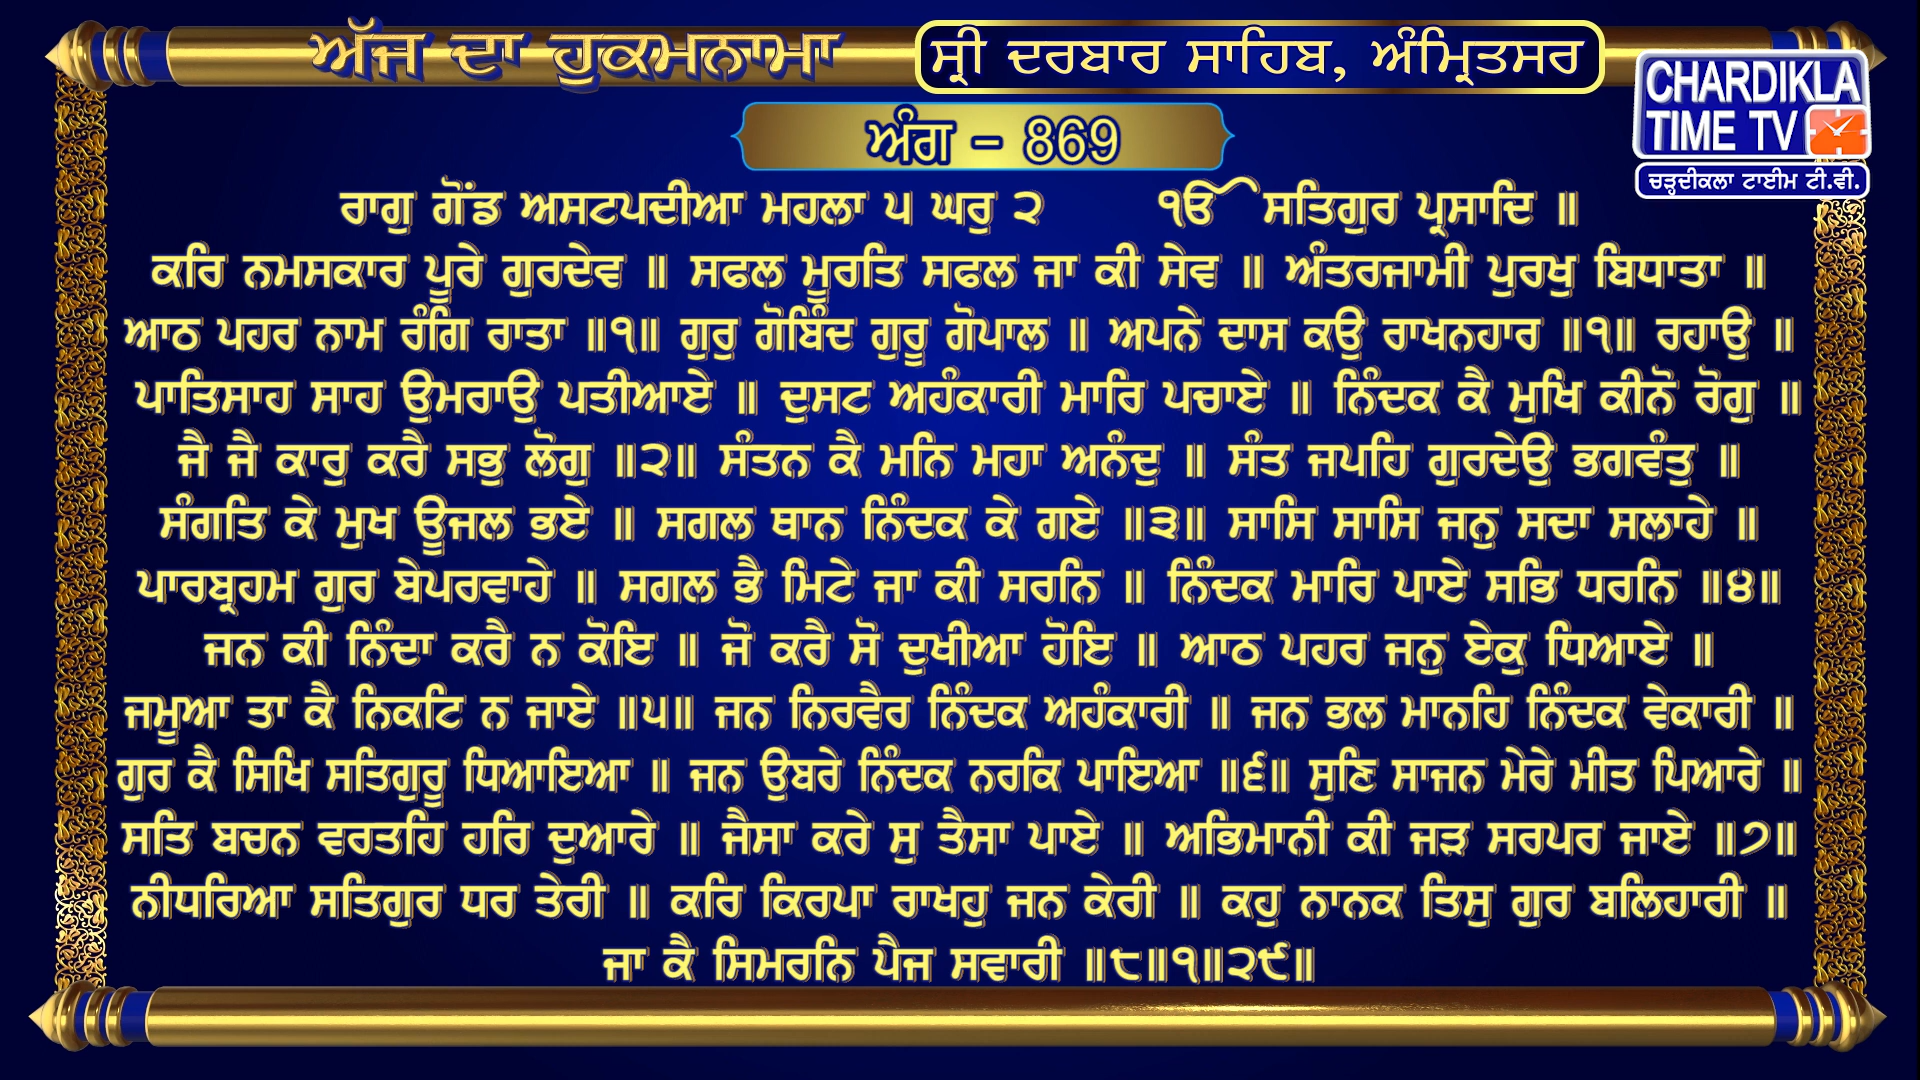 ਅੱਜ ਦਾ ਹੁਕਮਨਾਮਾ ਸ੍ਰੀ ਦਰਬਾਰ ਸਾਹਿਬ, ਅੰਮ੍ਰਿਤਸਰ
CHARDIKLA
TIME TV
ਚੜ੍ਹਦੀਕਲਾ ਟਾਈਮ ਟੀ.ਵੀ.
ਅੰਗ – 869
ਰਾਗੁ ਗੋਂਡ ਅਸਟਪਦੀਆ ਮਹਲਾ ੫ ਘਰੁ ੨ ੴ ਸਤਿਗੁਰ ਪ੍ਰਸਾਦਿ ॥
ਕਰਿ ਨਮਸਕਾਰ ਪੂਰੇ ਗੁਰਦੇਵ ॥ ਸਫਲ ਮੂਰਤਿ ਸਫਲ ਜਾ ਕੀ ਸੇਵ ॥ ਅੰਤਰਜਾਮੀ ਪੁਰਖੁ ਬਿਧਾਤਾ ॥
ਆਠ ਪਹਰ ਨਾਮ ਰੰਗਿ ਰਾਤਾ ॥੧॥ ਗੁਰੁ ਗੋਬਿੰਦ ਗੁਰੂ ਗੋਪਾਲ ॥ ਅਪਨੇ ਦਾਸ ਕਉ ਰਾਖਨਹਾਰ ॥੧॥ ਰਹਾਉ ॥
ਪਾਤਿਸਾਹ ਸਾਹ ਉਮਰਾਉ ਪਤੀਆਏ ॥ ਦੁਸਟ ਅਹੰਕਾਰੀ ਮਾਰਿ ਪਚਾਏ ॥ ਨਿੰਦਕ ਕੈ ਮੁਖਿ ਕੀਨੋ ਰੋਗੁ ॥
ਜੈ ਜੈ ਕਾਰੁ ਕਰੈ ਸਭੁ ਲੋਗੁ ॥੨॥ ਸੰਤਨ ਕੈ ਮਨਿ ਮਹਾ ਅਨੰਦੁ ॥ ਸੰਤ ਜਪਹਿ ਗੁਰਦੇਉ ਭਗਵੰਤੁ ॥
ਸੰਗਤਿ ਕੇ ਮੁਖ ਊਜਲ ਭਏ ॥ ਸਗਲ ਥਾਨ ਨਿੰਦਕ ਕੇ ਗਏ ॥੩॥ ਸਾਸਿ ਸਾਸਿ ਜਨੁ ਸਦਾ ਸਲਾਹੇ ॥
ਪਾਰਬ੍ਰਹਮ ਗੁਰ ਬੇਪਰਵਾਹੇ ॥ ਸਗਲ ਭੈ ਮਿਟੇ ਜਾ ਕੀ ਸਰਨਿ ॥ ਨਿੰਦਕ ਮਾਰਿ ਪਾਏ ਸਭਿ ਧਰਨਿ ॥੪॥
ਜਨ ਕੀ ਨਿੰਦਾ ਕਰੈ ਨ ਕੋਇ ॥ ਜੋ ਕਰੈ ਸੋ ਦੁਖੀਆ ਹੋਇ ॥ ਆਠ ਪਹਰ ਜਨੁ ਏਕੁ ਧਿਆਏ ॥
ਜਮੂਆ ਤਾ ਕੈ ਨਿਕਟਿ ਨ ਜਾਏ ॥੫॥ ਜਨ ਨਿਰਵੈਰ ਨਿੰਦਕ ਅਹੰਕਾਰੀ ॥ ਜਨ ਭਲ ਮਾਨਹਿ ਨਿੰਦਕ ਵੇਕਾਰੀ ॥
ਗੁਰ ਕੈ ਸਿਖਿ ਸਤਿਗੁਰੂ ਧਿਆਇਆ ॥ ਜਨ ਉਬਰੇ ਨਿੰਦਕ ਨਰਕਿ ਪਾਇਆ ॥੬॥ ਸੁਣਿ ਸਾਜਨ ਮੇਰੇ ਮੀਤ ਪਿਆਰੇ ॥
ਸਤਿ ਬਚਨ ਵਰਤਹਿ ਹਰਿ ਦੁਆਰੇ ॥ ਜੈਸਾ ਕਰੇ ਸੁ ਤੈਸਾ ਪਾਏ ॥ ਅਭਿਮਾਨੀ ਕੀ ਜੜ ਸਰਪਰ ਜਾਏ ॥੭॥
ਨੀਧਰਿਆ ਸਤਿਗੁਰ ਧਰ ਤੇਰੀ ॥ ਕਰਿ ਕਿਰਪਾ ਰਾਖਹੁ ਜਨ ਕੇਰੀ ॥ ਕਹੁ ਨਾਨਕ ਤਿਸੁ ਗੁਰ ਬਲਿਹਾਰੀ ॥
ਜਾ ਕੈ ਸਿਮਰਨਿ ਪੈਜ ਸਵਾਰੀ ॥੮॥੧॥੨੯॥